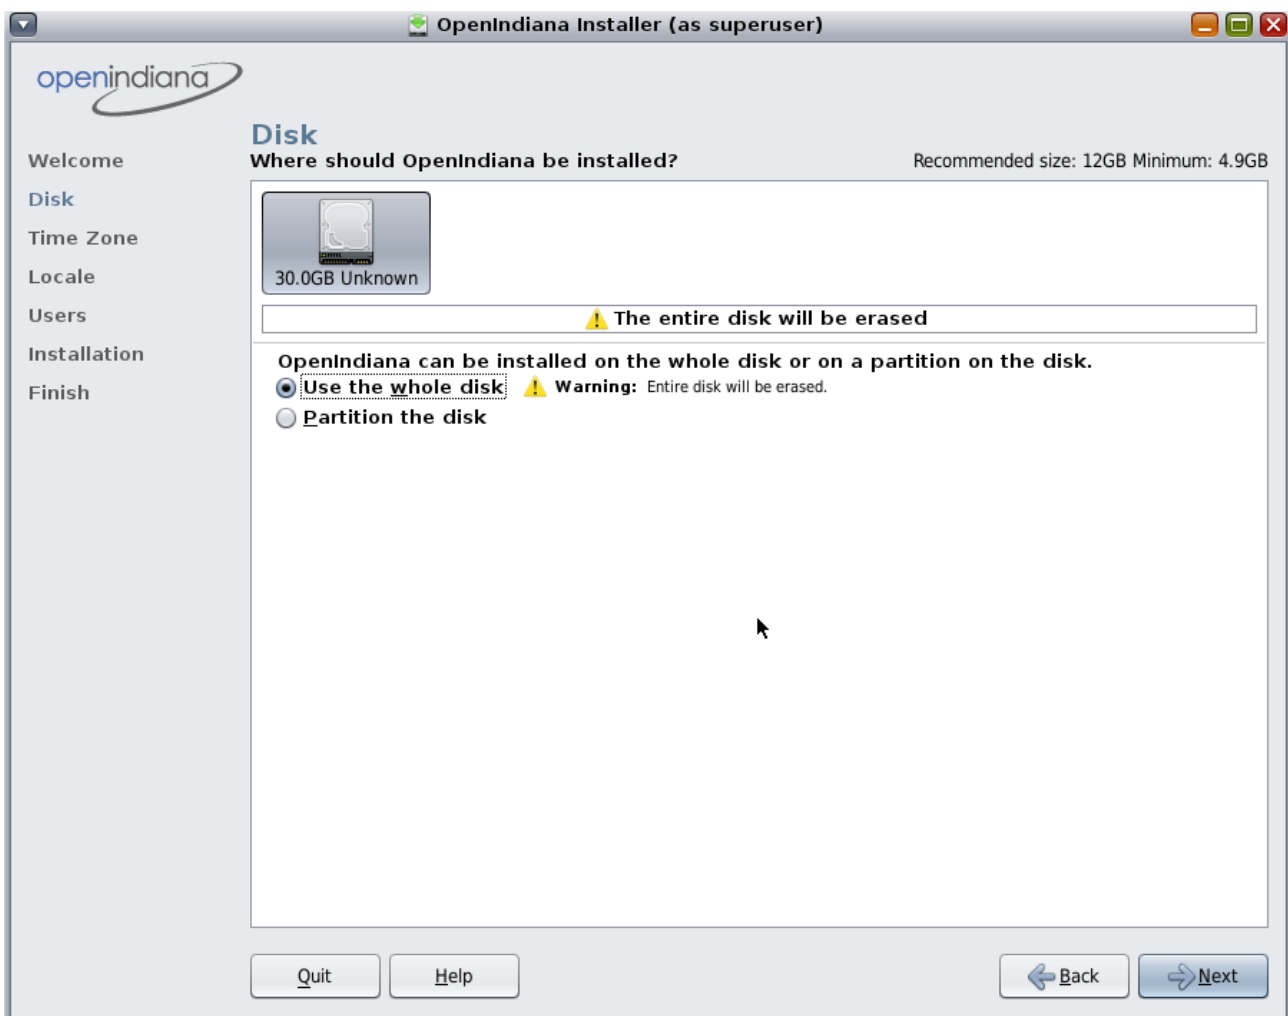 OpenIndiana Installer (as superuser)
openindiana
Disk
Where should OpenIndiana be installed?
Recommended size: 12GB Minimum: 4.9GB
Welcome
Disk
Time Zone
Locale
Users
Installation
Finish
30.0GB Unknown
The entire disk will be erased
OpenIndiana can be installed on the whole disk or on a partition on the disk.
Use the whole disk Warning: Entire disk will be erased.
Partition the disk
Quit Help Back Next